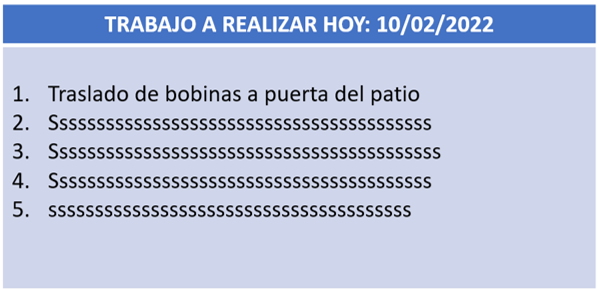 TRABAJO A REALIZAR HOY: 10/02/2022
1. Traslado de bobinas a puerta del patio
2. Sssssssssssssssssssssssssssssssssssssssss
3. Ssssssssssssssssssssssssssssssssssssssssss
4. Sssssssssssssssssssssssssssssssssssssssss
5. sssssssssssssssssssssssssssssssssssssss